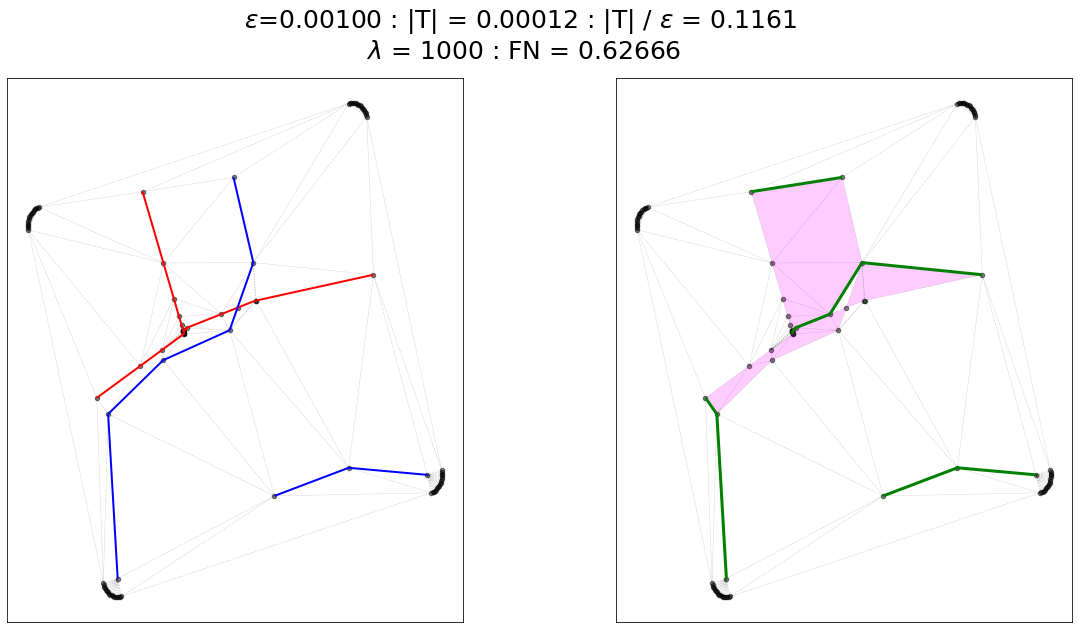 ε=0.00100 : |T| = 0.00012 : |T| / ε = 0.1161
λ = 1000 : FN = 0.62666